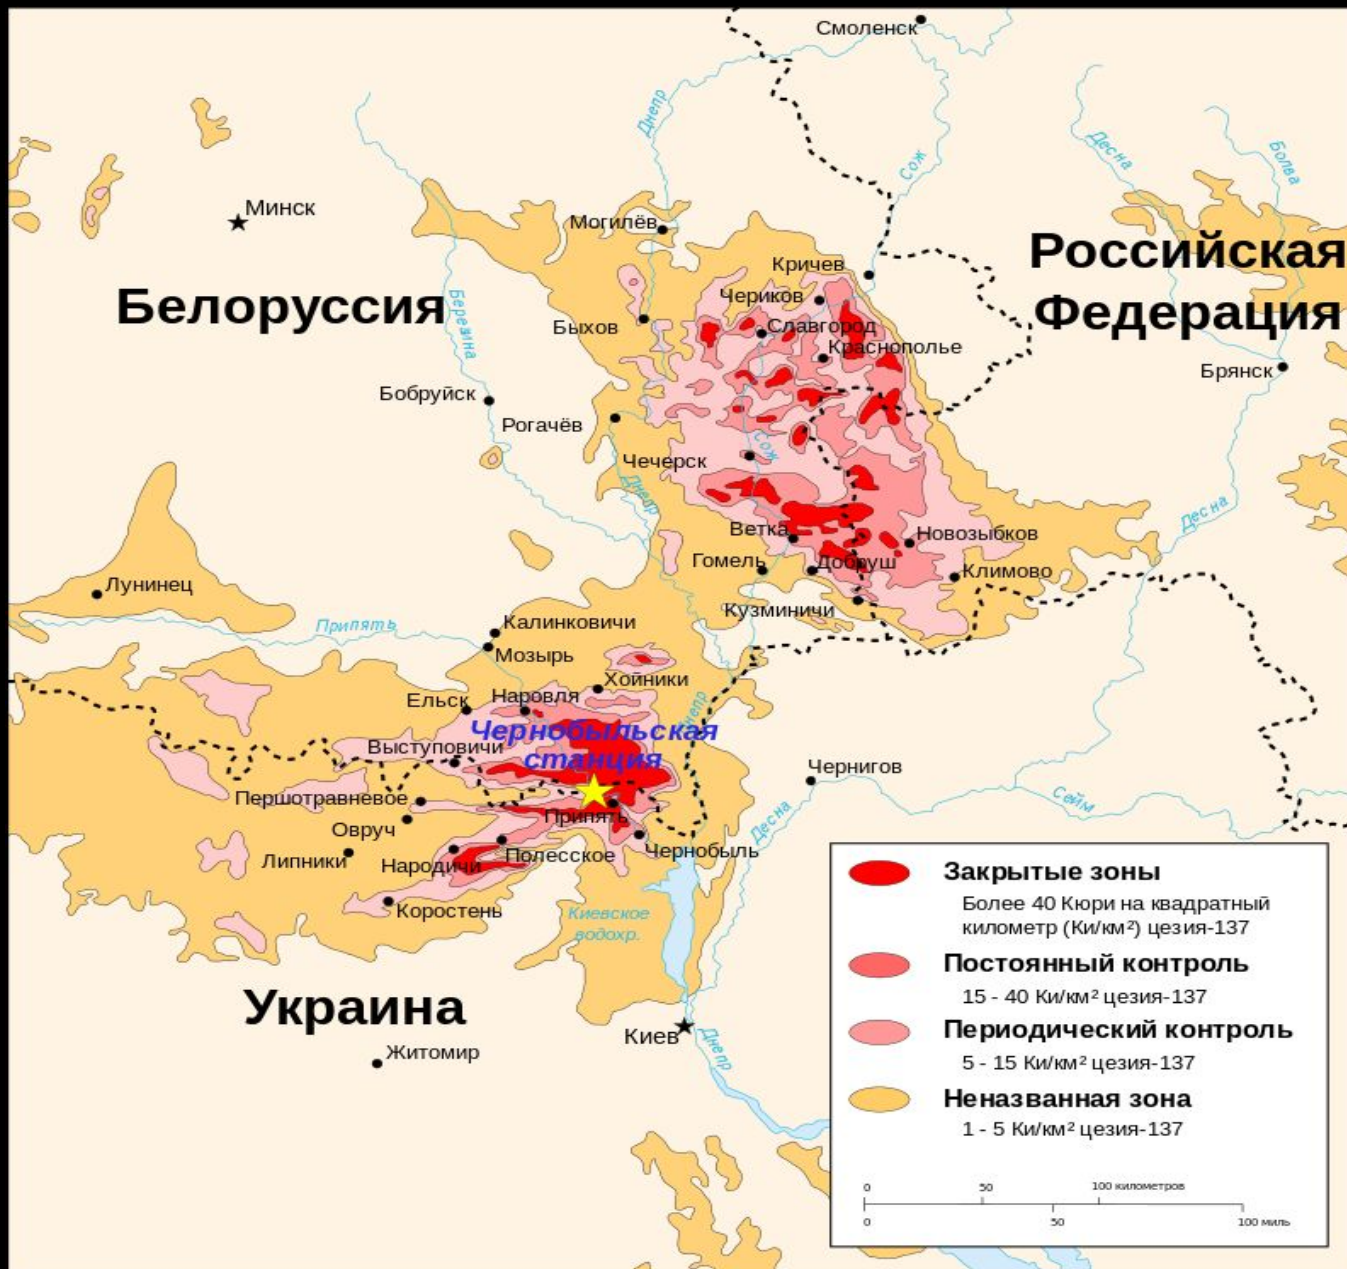 Смоленск
Днепр
Сож
Десна
Болва
Минск
Могилёв
Российская
Федерация
Кричев
Чериков
Белоруссия
Березина
Быхов
Славгород
Краснополье
Брянск
Бобруйск
Рогачёв
Чечерск
Сож
Днепр
Десна
Ветка
Новозыбков
Гомель
Добруш
Климово
Лунинец
Кузминичи
Припять
Калинковичи
Мозырь
Хойники
Ельск
Наровля
Днепр
Чернобыльская
станция
Выступовичи
Чернигов
Першотравневое
Сейм
Припять
Десна
Овруч
Липники
Народичи
Полесское
Чернобыль
Коростень
Киевское
водохр.
Украина
Киев
Днепр
Житомир
Закрытые зоны
Более 40 Кюри на квадратный
километр (Ки/км²) цезия-137
Постоянный контроль
15 - 40 Ки/км² цезия-137
Периодический контроль
5 - 15 Ки/км² цезия-137
Неназванная зона
1 - 5 Ки/км² цезия-137
0 50 100 километров
0 50 100 миль